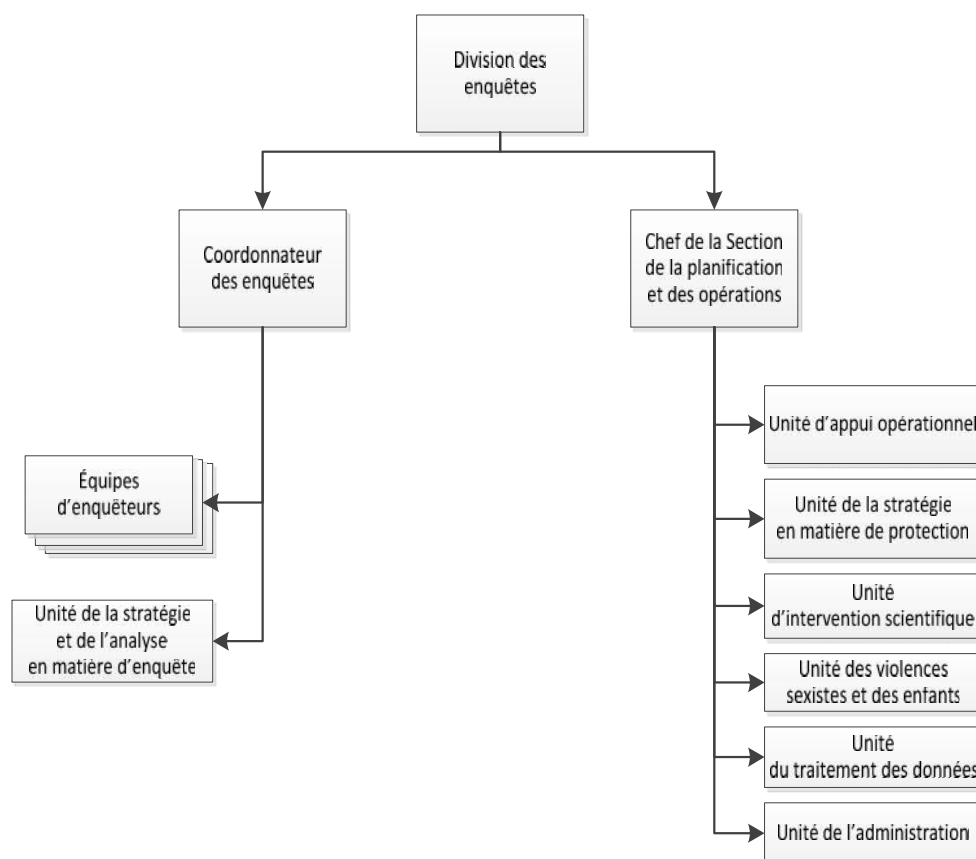 Division des
enquêtes
Coordonnateur
des enquêtes
Chef de la Section
de la planification
et des opérations
Équipes
d'enquêteurs
Unité de la stratégie
et de l'analyse
en matière d'enquête
Unité d'appui opérationnel
Unité de la stratégie
en matière de protection
Unité
d'intervention scientifique
Unité des violences
sexistes et des enfants
Unité
du traitement des données
Unité de l'administration